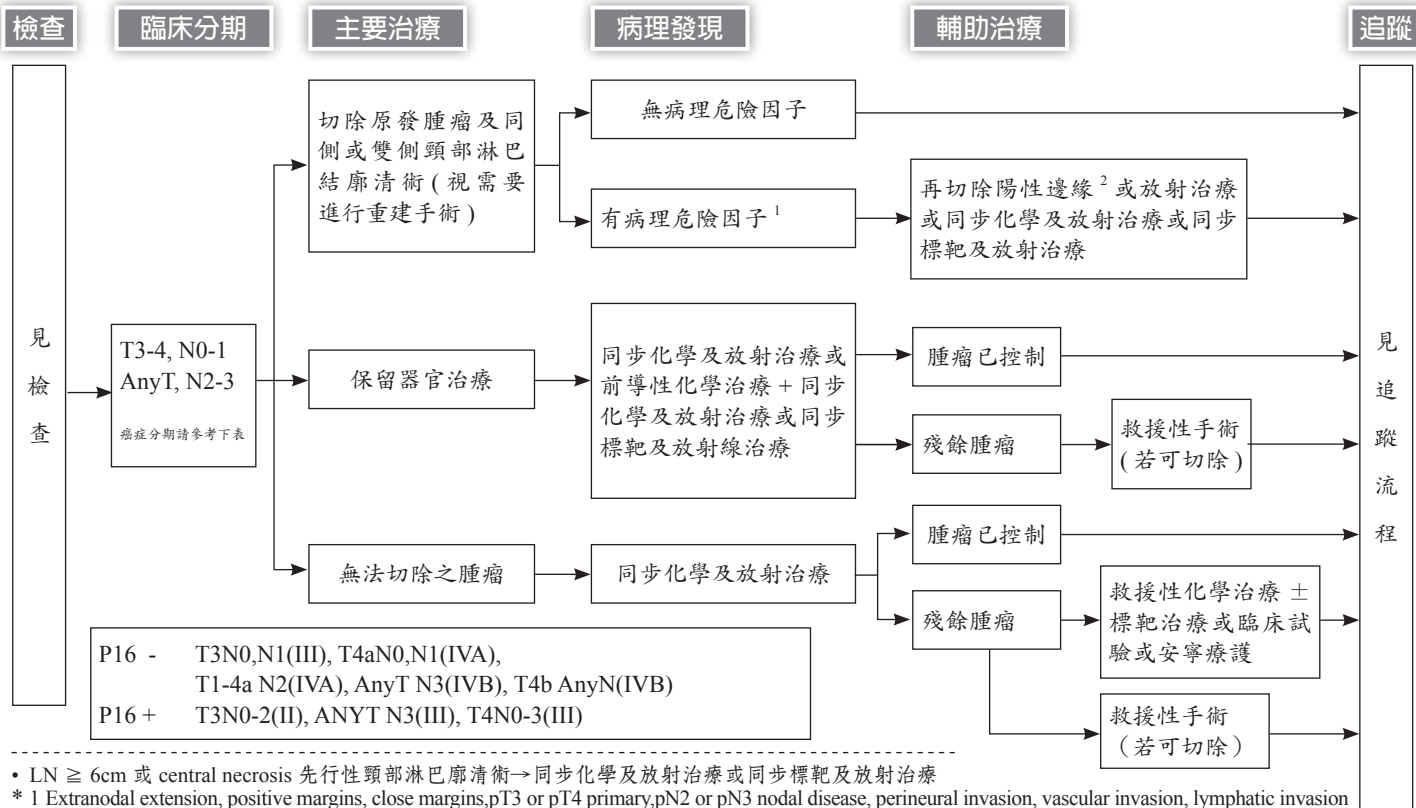 檢查
臨床分期
主要治療
病理發現
輔助治療
追蹤
見
檢
查
T3-4, N0-1
AnyT, N2-3
癌症分期請參考下表
切除原發腫瘤及同
側或雙側頸部淋巴
結廓清術(視需要
進行重建手術)
無病理危險因子
有病理危險因子1
再切除陽性邊緣2或放射治療
或同步化學及放射治療或同步
標靶及放射治療
保留器官治療
同步化學及放射治療或
前導性化學治療+同步
化學及放射治療或同步
標靶及放射線治療
腫瘤已控制
殘餘腫瘤
救援性手術
(若可切除)
無法切除之腫瘤
同步化學及放射治療
腫瘤已控制
殘餘腫瘤
救援性化學治療 ±
標靶治療或臨床試
驗或安寧療護
救援性手術
(若可切除)
見
追
蹤
流
程
P16 - T3N0,N1(III), T4aN0,N1(IVA),
T1-4a N2(IVA), AnyT N3(IVB), T4b AnyN(IVB)
P16 + T3N0-2(II), ANYT N3(III), T4N0-3(III)
• LN ≧ 6cm 或 central necrosis 先行性頸部淋巴廓清術→同步化學及放射治療或同步標靶及放射治療
* 1 Extranodal extension, positive margins, close margins,pT3 or pT4 primary,pN2 or pN3 nodal disease, perineural invasion, vascular invasion, lymphatic invasion